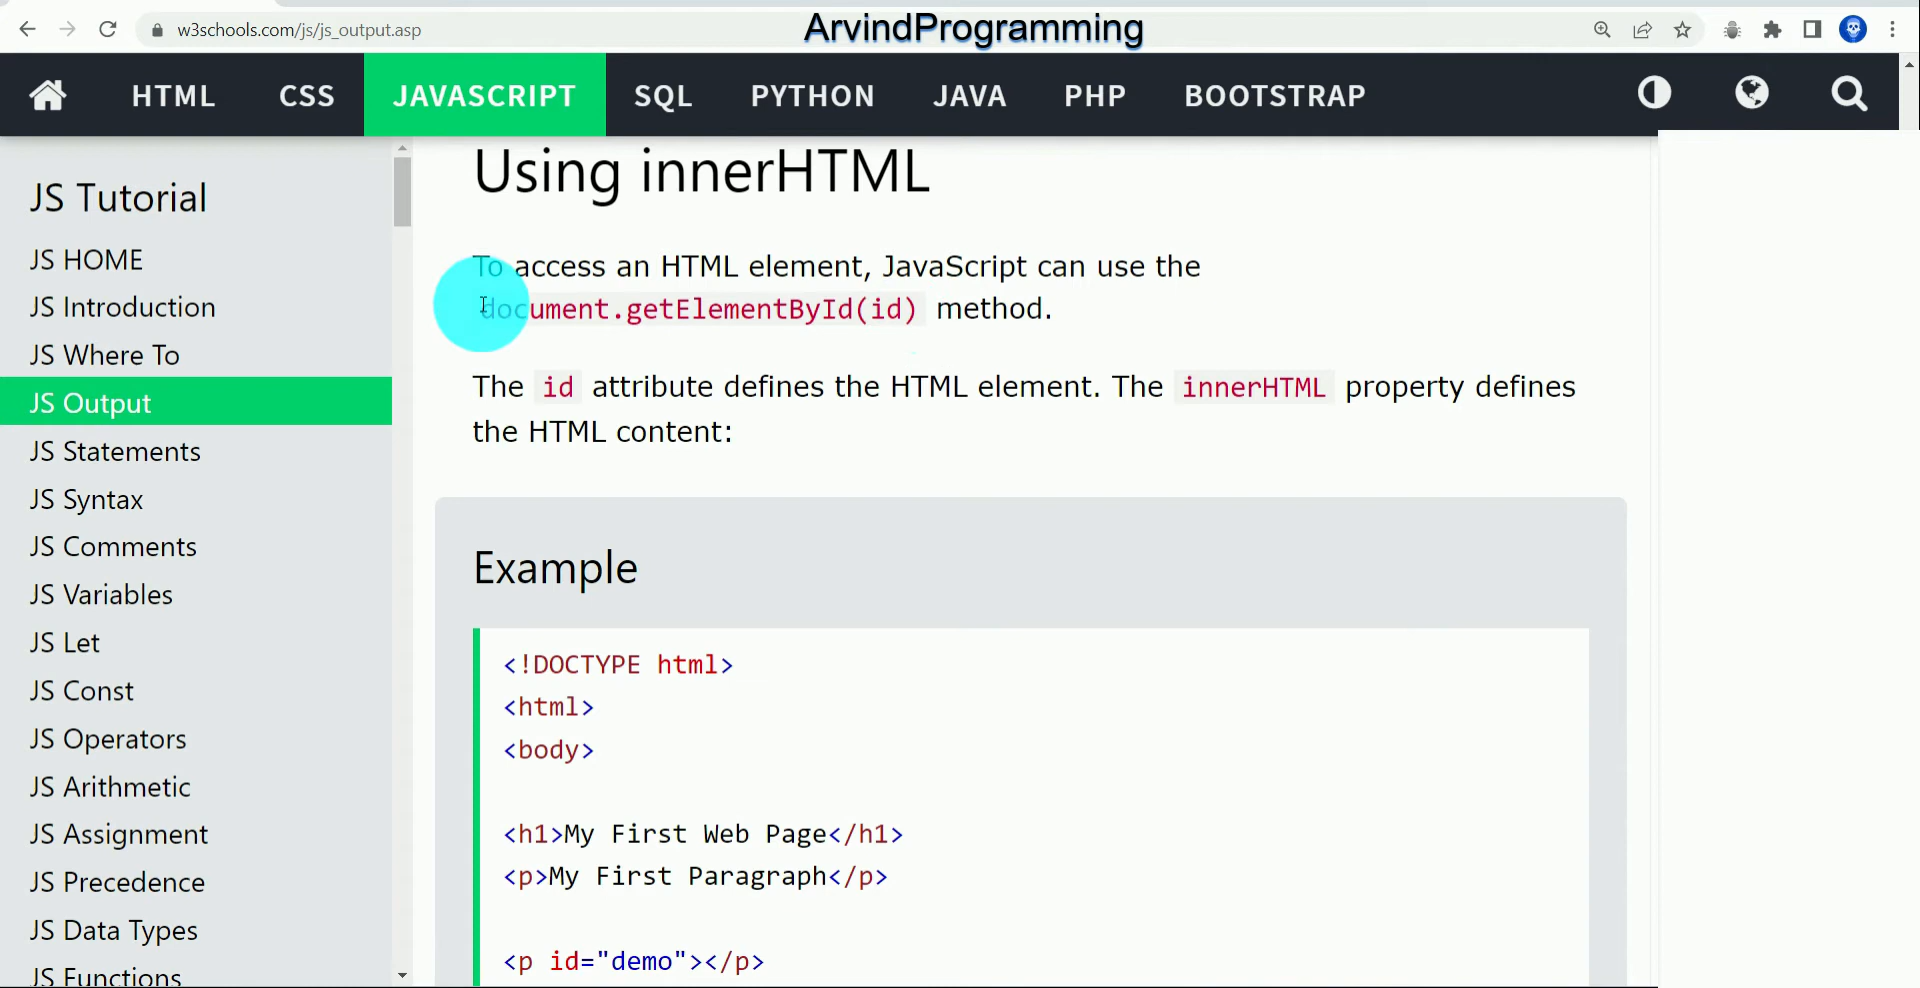 w3schools.com/js/js_output.asp
ArvindProgramming
HTML CSS JAVASCRIPT SQL PYTHON JAVA PHP BOOTSTRAP
JS Tutorial
JS HOME
JS Introduction
JS Where To
JS Output
JS Statements
JS Syntax
JS Comments
JS Variables
JS Let
JS Const
JS Operators
JS Arithmetic
JS Assignment
JS Precedence
JS Data Types
JS Functions
Using innerHTML
To access an HTML element, JavaScript can use the
document.getElementById(id) method.
The id attribute defines the HTML element. The innerHTML property defines
the HTML content:
Example
<!DOCTYPE html>
<html>
<body>
<h1>My First Web Page</h1>
<p>My First Paragraph</p>
<p id="demo"></p>